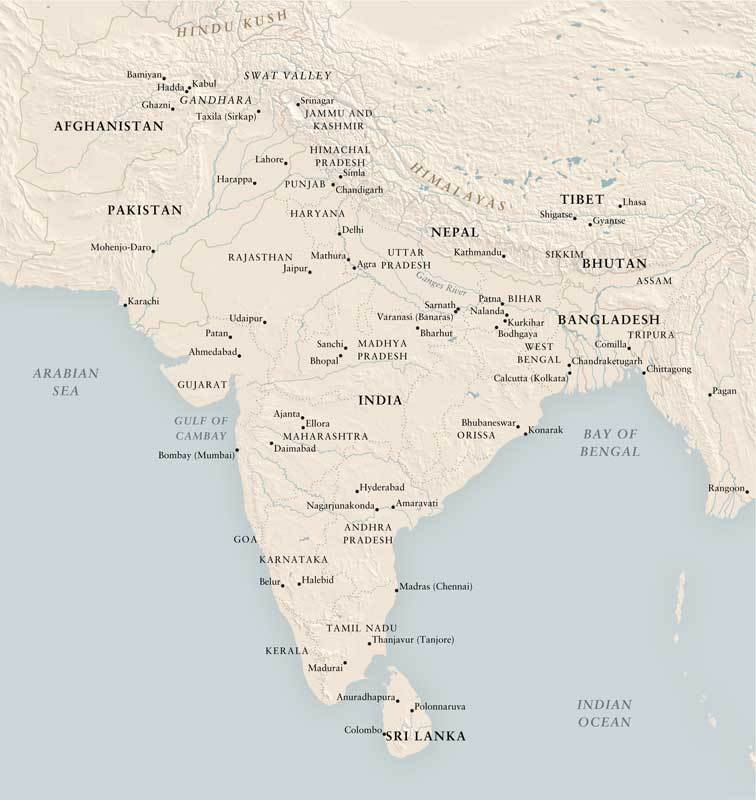 HINDU KUSH
SWAT VALLEY
Bamiyan
Hadda
Kabul
GANDHARA
Ghazni
Taxila (Sirkap)
Srinagar
JAMMU AND
KASHMIR
AFGHANISTAN
HIMACHAL
PRADESH
Lahore
Simla
Harappa
PUNJAB
Chandigarh
HIMALAYAS
TIBET
Lhasa
Shigatse
Gyantse
PAKISTAN
HARYANA
Delhi
NEPAL
Mohenjo-Daro
RAJASTHAN
Mathura
Agra
Jaipur
UTTAR
PRADESH
Kathmandu
SIKKIM
BHUTAN
ASSAM
Ganges River
Karachi
Sarnath
Patna
BIHAR
Nalanda
Varanasi (Banaras)
Kurkihar
BANGLADESH
Udaipur
Bharhut
Bodhgaya
TRIPURA
Patan
Sanchi
MADHYA
PRADESH
WEST
BENGAL
Comilla
Ahmedabad
Bhopal
Chandraketugarh
Chittagong
Calcutta (Kolkata)
ARABIAN
SEA
GUJARAT
INDIA
Pagan
GULF OF
CAMBAY
Ajanta
Ellora
MAHARASHTRA
Daimabad
Bhubaneswar
Konarak
ORISSA
BAY OF
BENGAL
Bombay (Mumbai)
Hyderabad
Rangoon
Nagarjunakonda
Amaravati
GOA
ANDHRA
PRADESH
KARNATAKA
Belur
Halebid
Madras (Chennai)
TAMIL NADU
Thanjavur (Tanjore)
KERALA
Madurai
Anuradhapura
Polonnaruva
INDIAN
OCEAN
Colombo
SRI LANKA